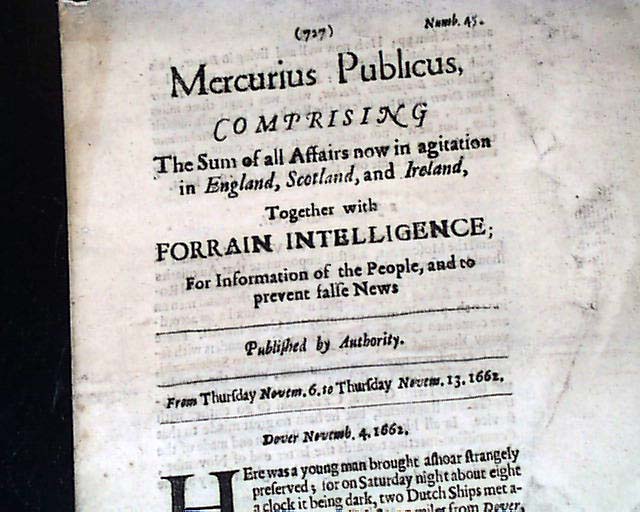 (727)
Numb. 45.
Mercurius Publicus,
COMPRISING
The Sum of all Affairs now in agitation
in England, Scotland, and Ireland,
Together with
FORRAIN INTELLIGENCE;
For Information of the People, and to
prevent falſe News
Publiſhed by Authority.
From Thurſday Novem. 6. to Thurſday Novem. 13. 1662.
Dover Novemb. 4. 1662.
HEre was a young man brought aſhoar ſtrangely
preſerved; for on Saturday night about eight
a clock it being dark, two Dutch Ships met a-
miles from Dover,